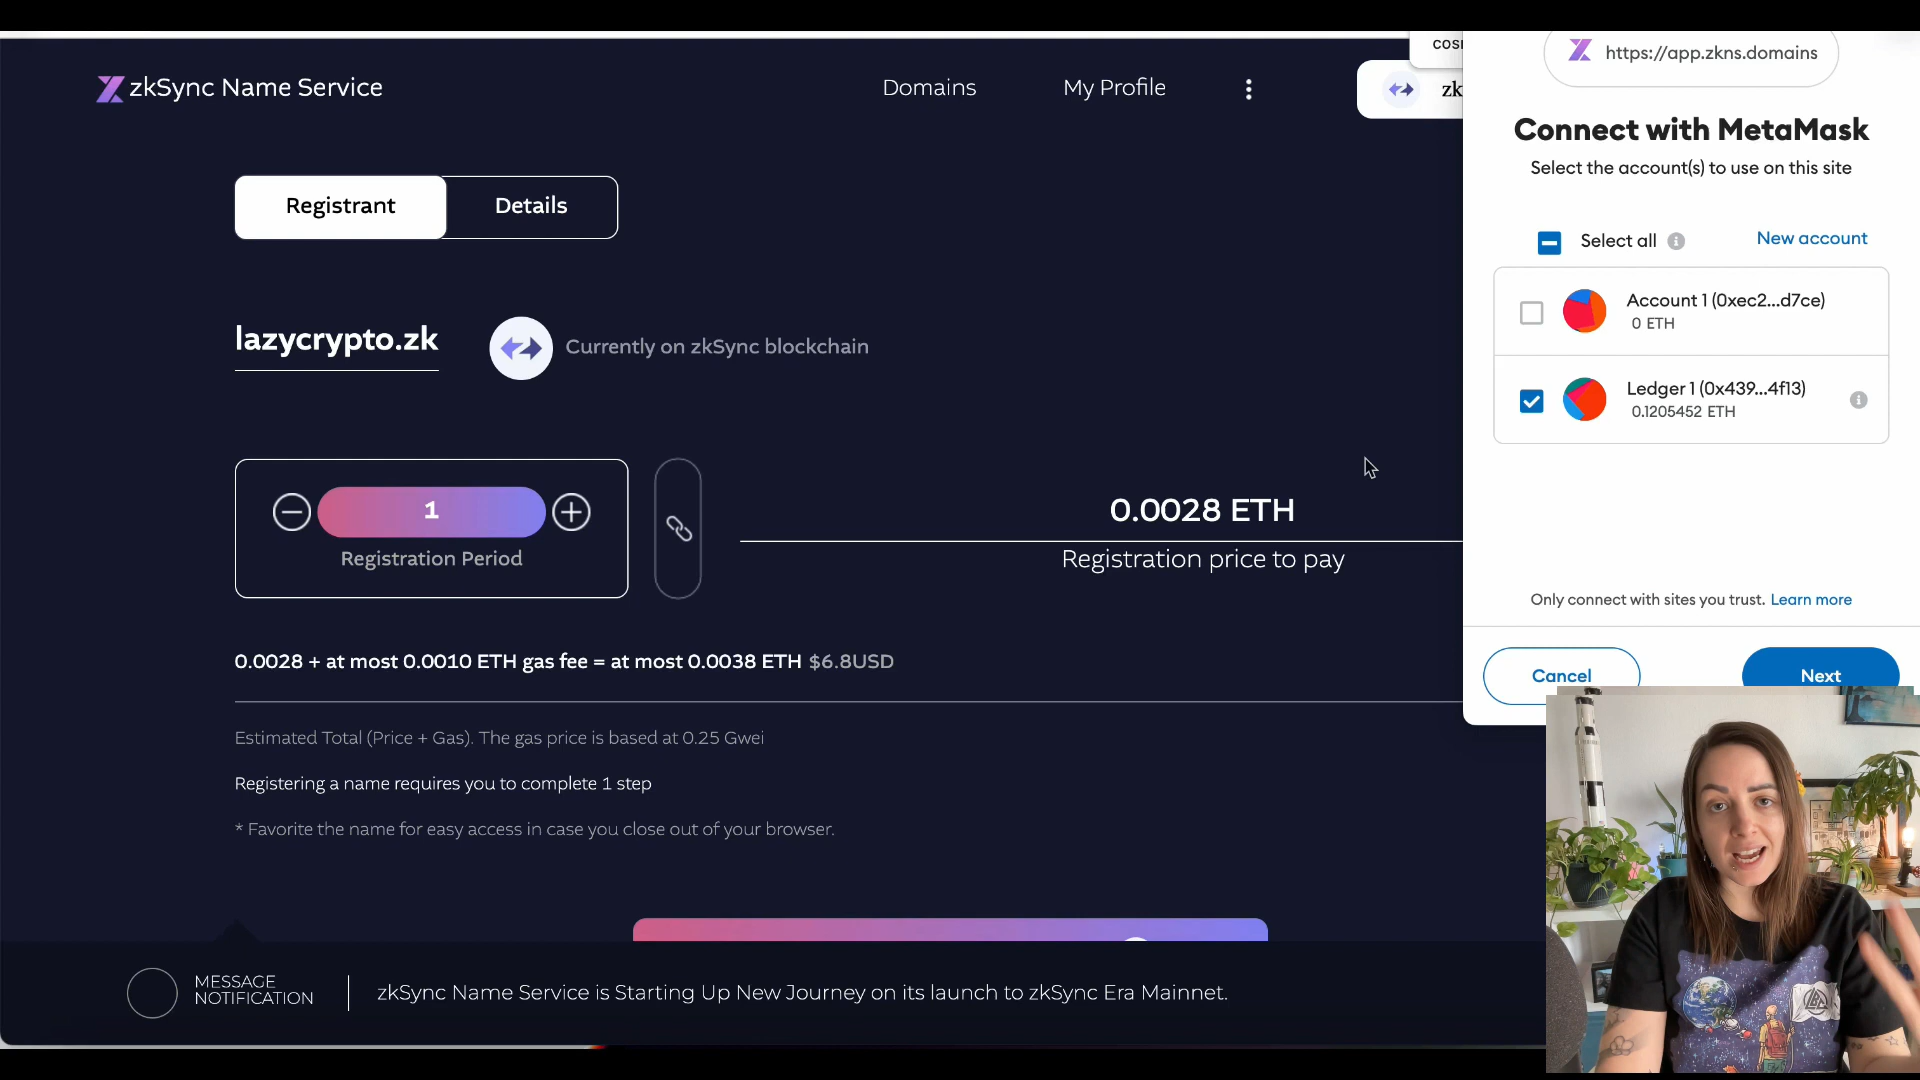 zkSync Name Service
Domains
My Profile
Registrant
Details
lazycrypto.zk
Currently on zkSync blockchain
1
Registration Period
0.0028 ETH
Registration price to pay
0.0028 + at most 0.0010 ETH gas fee = at most 0.0038 ETH $6.8USD
Estimated Total (Price + Gas). The gas price is based at 0.25 Gwei
Registering a name requires you to complete 1 step
* Favorite the name for easy access in case you close out of your browser.
MESSAGE
NOTIFICATION
zkSync Name Service is Starting Up New Journey on its launch to zkSync Era Mainnet.
https://app.zkns.domains
Connect with MetaMask
Select the account(s) to use on this site
Select all
New account
Account 1 (0xec2...d7ce)
0 ETH
Ledger 1 (0x439...4f13)
0.1205452 ETH
Only connect with sites you trust. Learn more
Cancel
Next